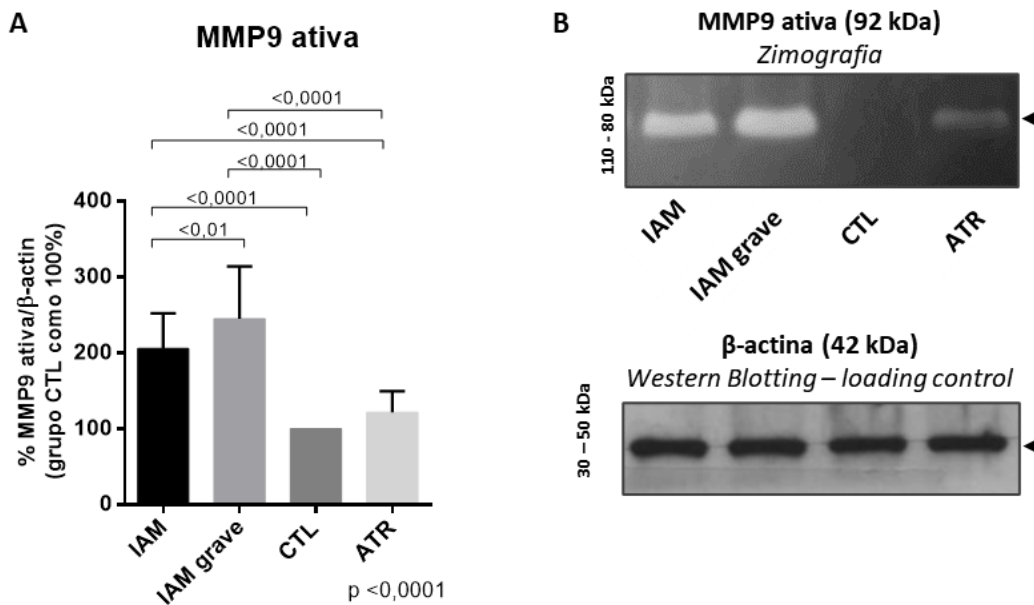 A
MMP9 ativa
<0,0001
<0,0001
<0,0001
<0,0001
<0,01
% MMP9 ativa/β-actin
(grupo CTL como 100%)
400
300
200
100
0
IAM
IAM grave
CTL
ATR
p <0,0001
B
MMP9 ativa (92 kDa)
Zimografia
110 - 80 kDa
IAM
IAM grave
CTL
ATR
β-actina (42 kDa)
Western Blotting – loading control
30 – 50 kDa